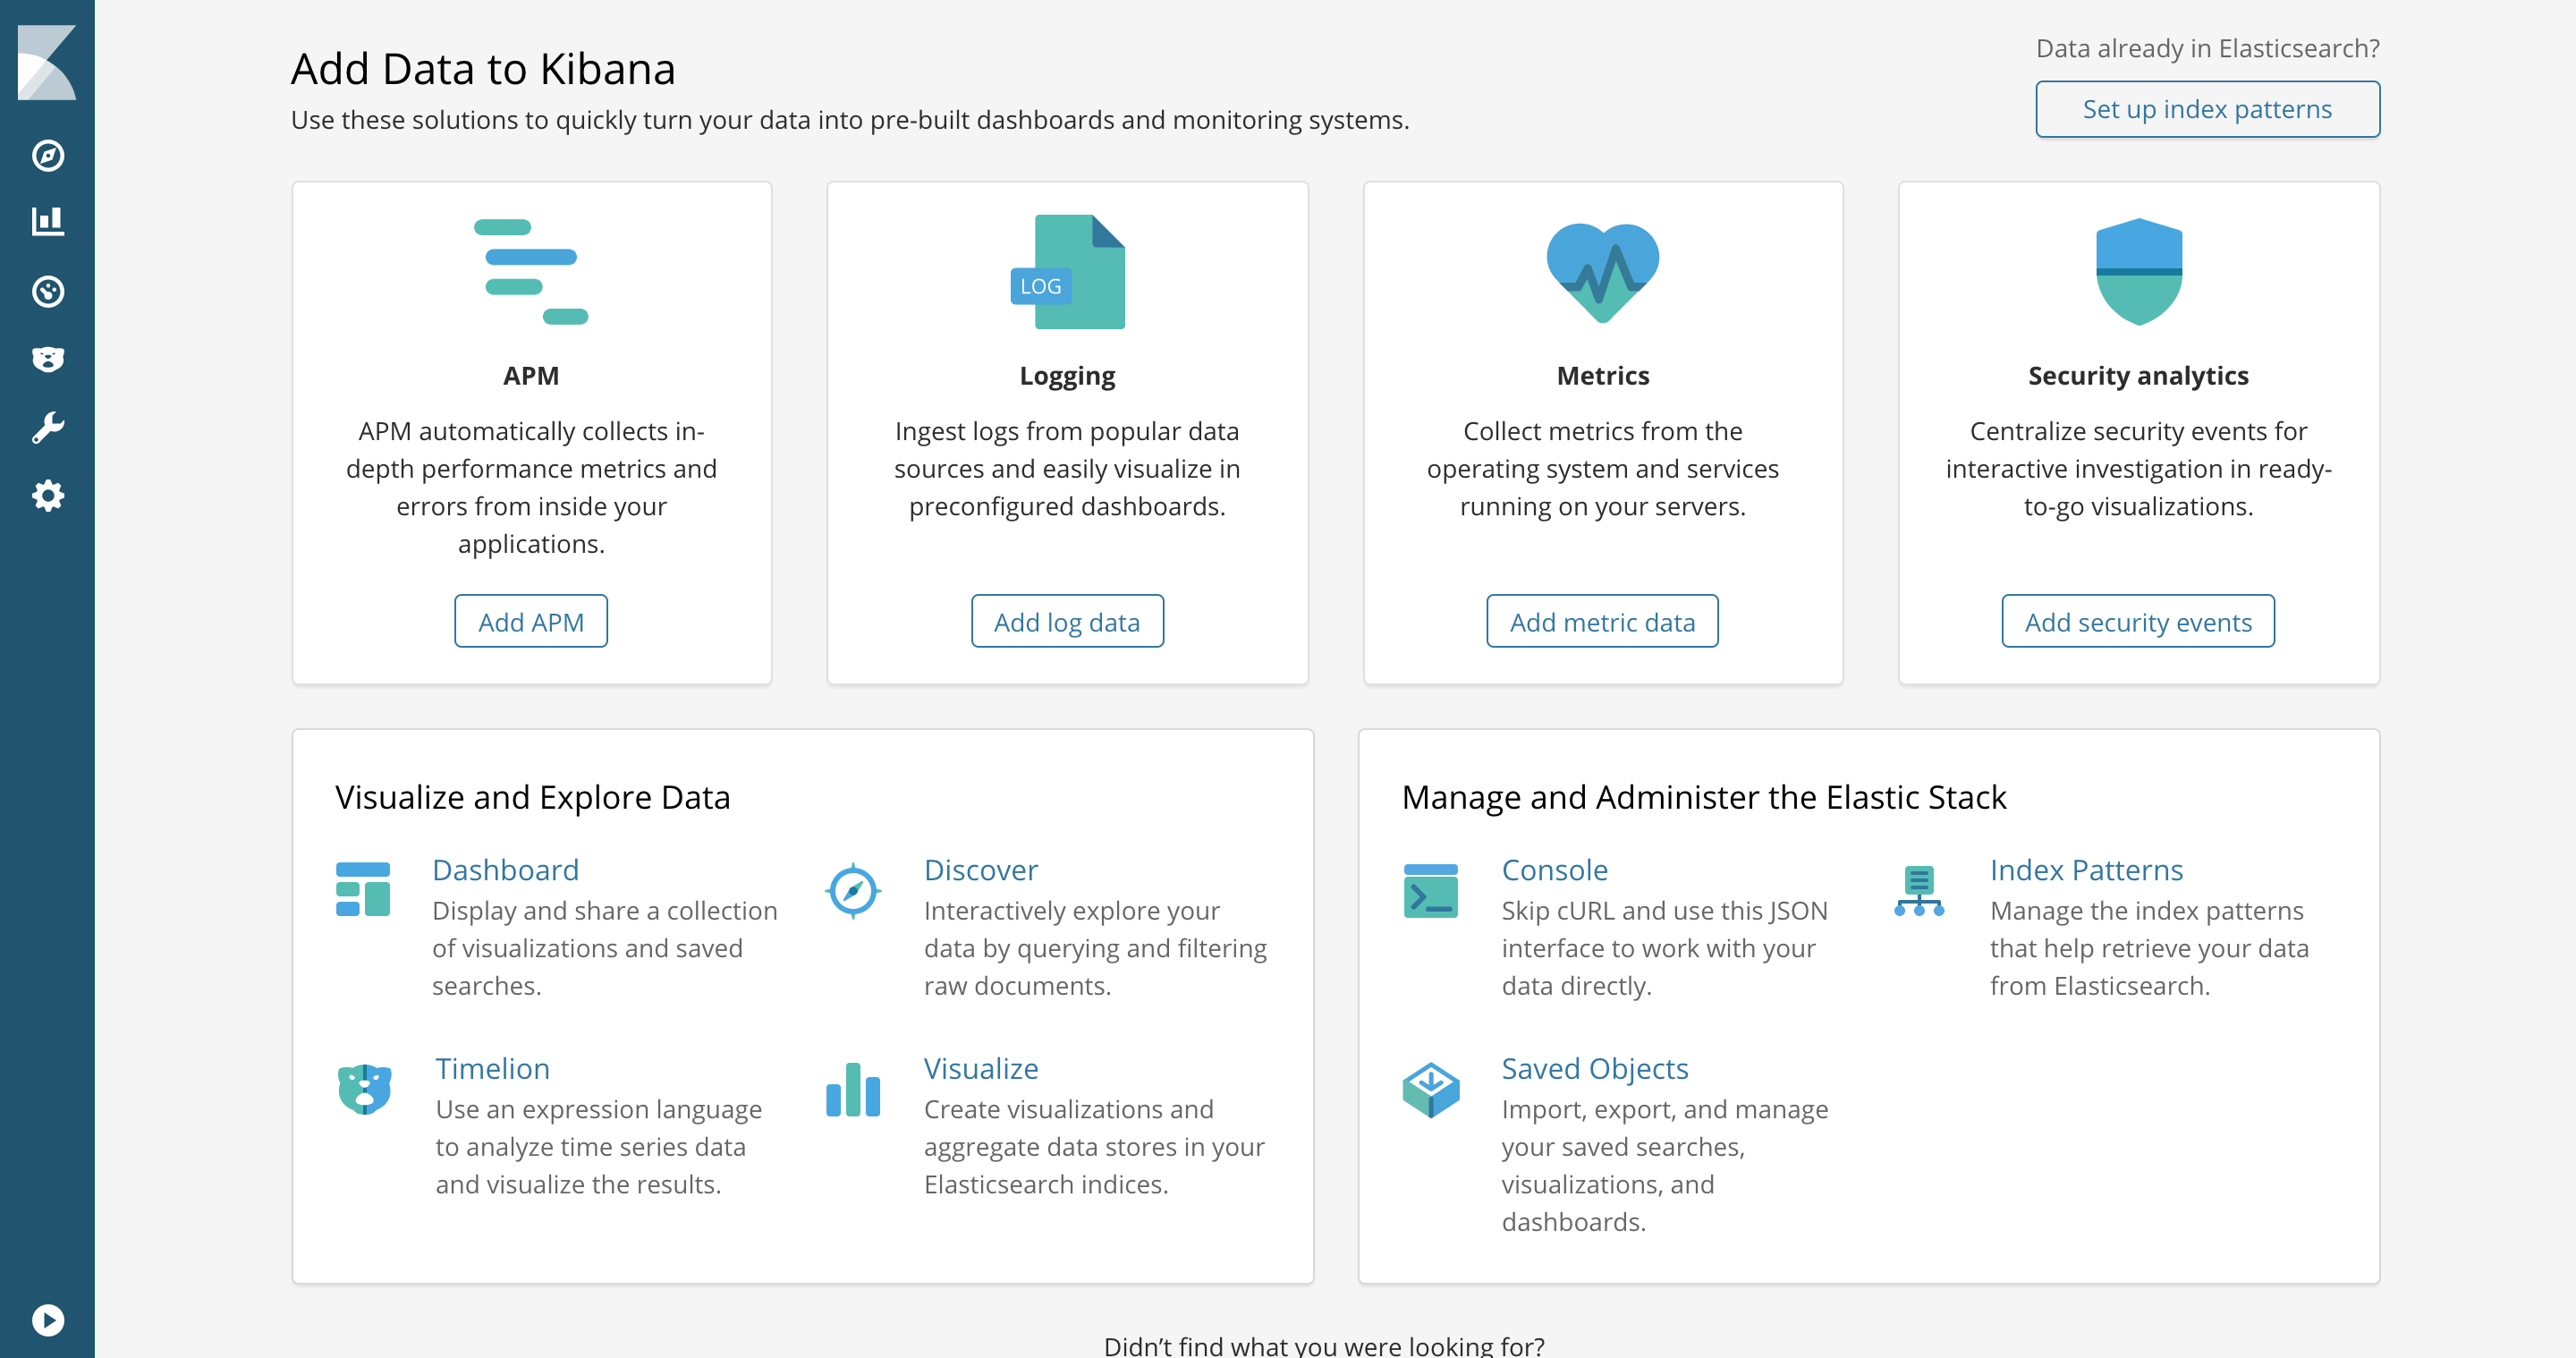 Add Data to Kibana
Use these solutions to quickly turn your data into pre-built dashboards and monitoring systems.
Data already in Elasticsearch?
Set up index patterns
LOG
APM
APM automatically collects in-
depth performance metrics and
errors from inside your
applications.
Add APM
Logging
Ingest logs from popular data
sources and easily visualize in
preconfigured dashboards.
Add log data
Metrics
Collect metrics from the
operating system and services
running on your servers.
Add metric data
Security analytics
Centralize security events for
interactive investigation in ready-
to-go visualizations.
Add security events
Visualize and Explore Data
Dashboard
Display and share a collection
of visualizations and saved
searches.
Discover
Interactively explore your
data by querying and filtering
raw documents.
Timelion
Use an expression language
to analyze time series data
and visualize the results.
Visualize
Create visualizations and
aggregate data stores in your
Elasticsearch indices.
Manage and Administer the Elastic Stack
Console
Skip cURL and use this JSON
interface to work with your
data directly.
Index Patterns
Manage the index patterns
that help retrieve your data
from Elasticsearch.
Saved Objects
Import, export, and manage
your saved searches,
visualizations, and
dashboards.
Didn’t find what you were looking for?